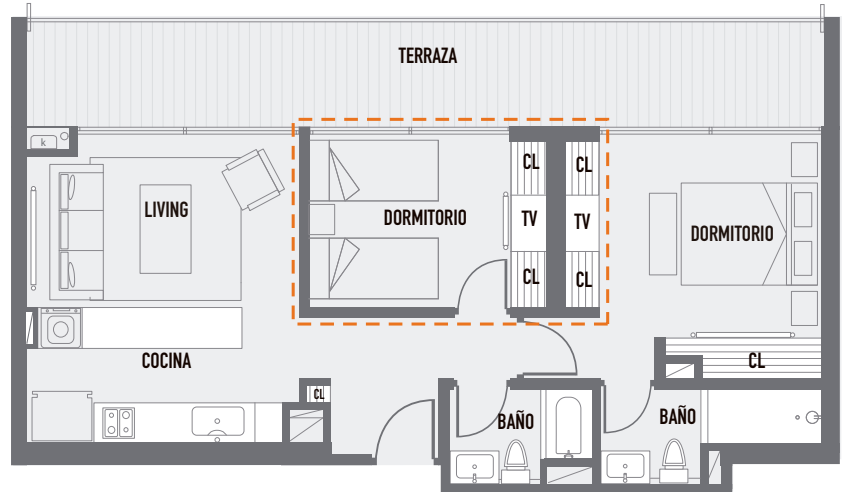 TERRAZA
k
CL
CL
LIVING
DORMITORIO
TV
TV
DORMITORIO
CL
CL
COCINA
CL
CL
BAÑO
BAÑO